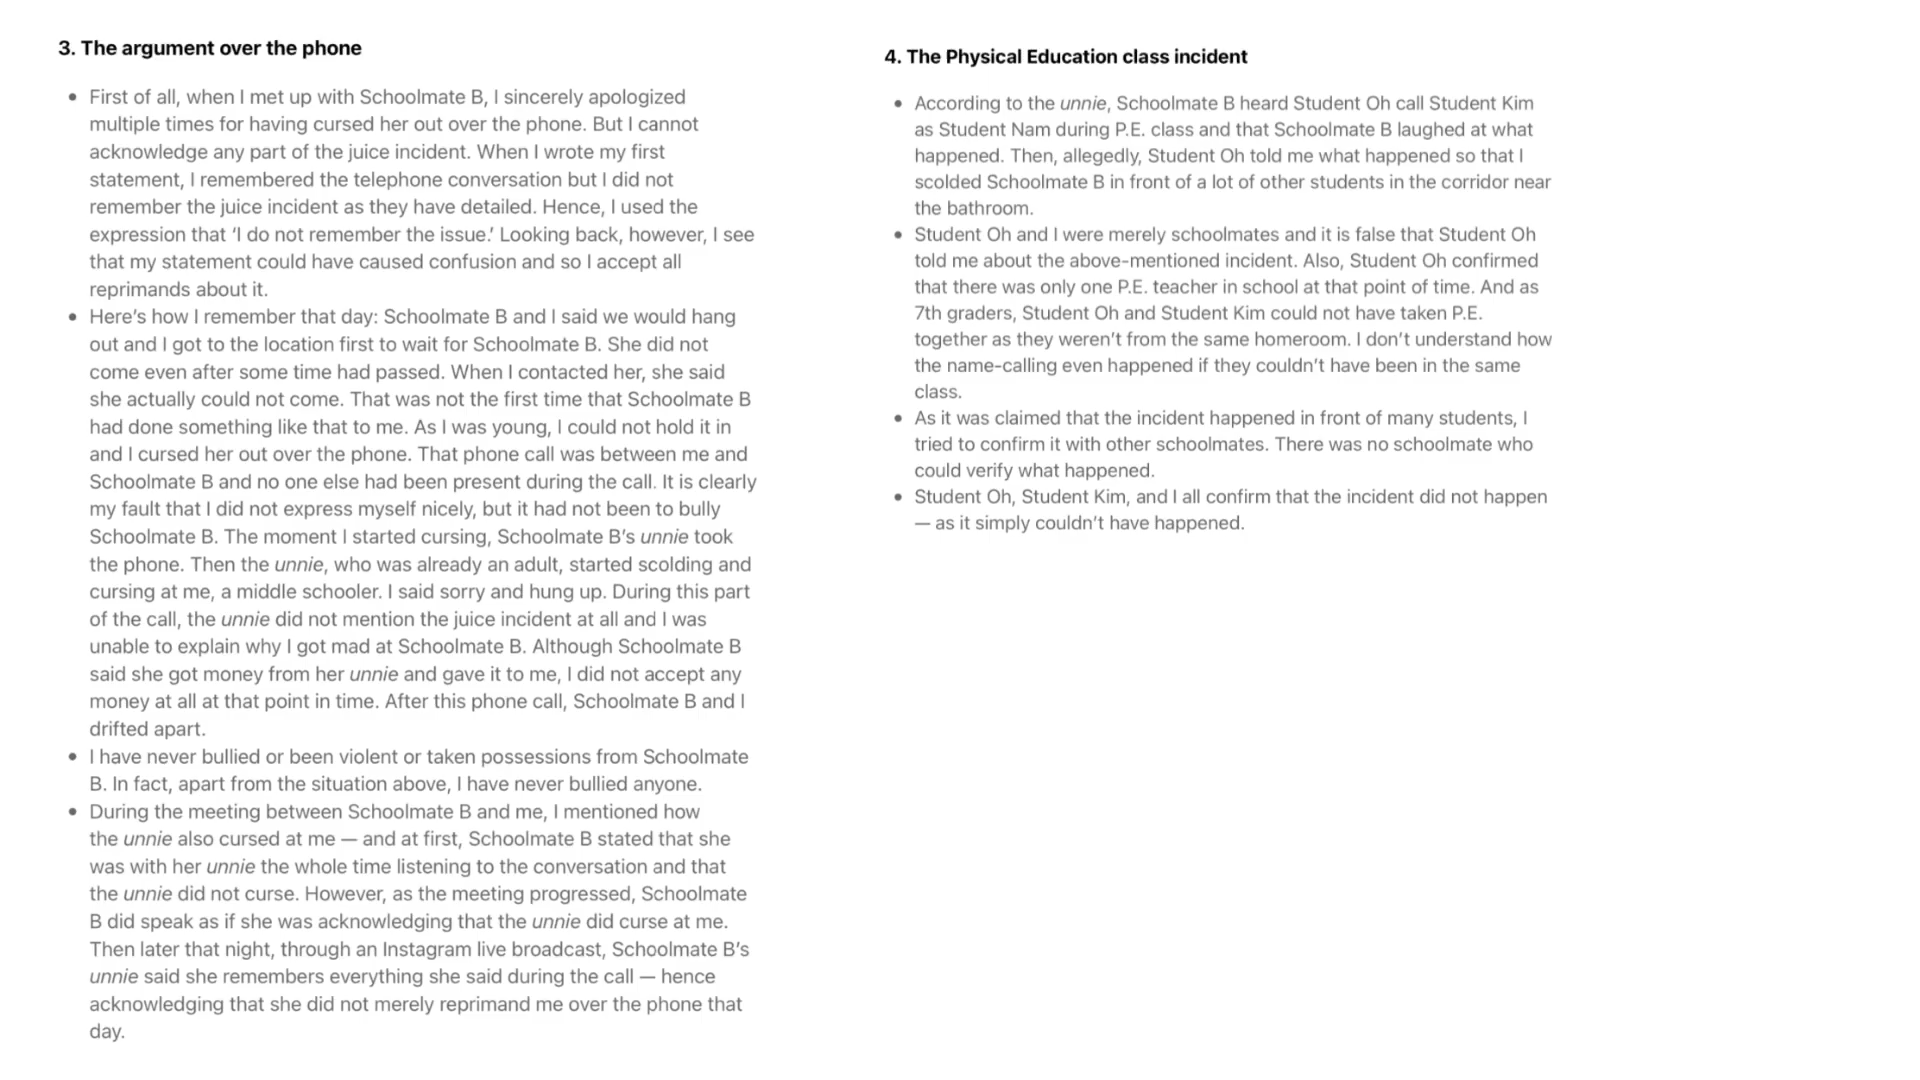 3. The argument over the phone
• First of all, when I met up with Schoolmate B, I sincerely apologized
multiple times for having cursed her out over the phone. But I cannot
acknowledge any part of the juice incident. When I wrote my first
statement, I remembered the telephone conversation but I did not
remember the juice incident as they have detailed. Hence, I used the
expression that ‘I do not remember the issue.’ Looking back, however, I see
that my statement could have caused confusion and so I accept all
reprimands about it.
• Here’s how I remember that day: Schoolmate B and I said we would hang
out and I got to the location first to wait for Schoolmate B. She did not
come even after some time had passed. When I contacted her, she said
she actually could not come. That was not the first time that Schoolmate B
had done something like that to me. As I was young, I could not hold it in
and I cursed her out over the phone. That phone call was between me and
Schoolmate B and no one else had been present during the call. It is clearly
my fault that I did not express myself nicely, but it had not been to bully
Schoolmate B. The moment I started cursing, Schoolmate B’s unnie took
the phone. Then the unnie, who was already an adult, started scolding and
cursing at me, a middle schooler. I said sorry and hung up. During this part
of the call, the unnie did not mention the juice incident at all and I was
unable to explain why I got mad at Schoolmate B. Although Schoolmate B
said she got money from her unnie and gave it to me, I did not accept any
money at all at that point in time. After this phone call, Schoolmate B and I
drifted apart.
• I have never bullied or been violent or taken possessions from Schoolmate
B. In fact, apart from the situation above, I have never bullied anyone.
• During the meeting between Schoolmate B and me, I mentioned how
the unnie also cursed at me — and at first, Schoolmate B stated that she
was with her unnie the whole time listening to the conversation and that
the unnie did not curse. However, as the meeting progressed, Schoolmate
B did speak as if she was acknowledging that the unnie did curse at me.
Then later that night, through an Instagram live broadcast, Schoolmate B’s
unnie said she remembers everything she said during the call — hence
acknowledging that she did not merely reprimand me over the phone that
day.
4. The Physical Education class incident
• According to the unnie, Schoolmate B heard Student Oh call Student Kim
as Student Nam during P.E. class and that Schoolmate B laughed at what
happened. Then, allegedly, Student Oh told me what happened so that I
scolded Schoolmate B in front of a lot of other students in the corridor near
the bathroom.
• Student Oh and I were merely schoolmates and it is false that Student Oh
told me about the above-mentioned incident. Also, Student Oh confirmed
that there was only one P.E. teacher in school at that point of time. And as
7th graders, Student Oh and Student Kim could not have taken P.E.
together as they weren’t from the same homeroom. I don’t understand how
the name-calling even happened if they couldn’t have been in the same
class.
• As it was claimed that the incident happened in front of many students, I
tried to confirm it with other schoolmates. There was no schoolmate who
could verify what happened.
• Student Oh, Student Kim, and I all confirm that the incident did not happen
— as it simply couldn’t have happened.